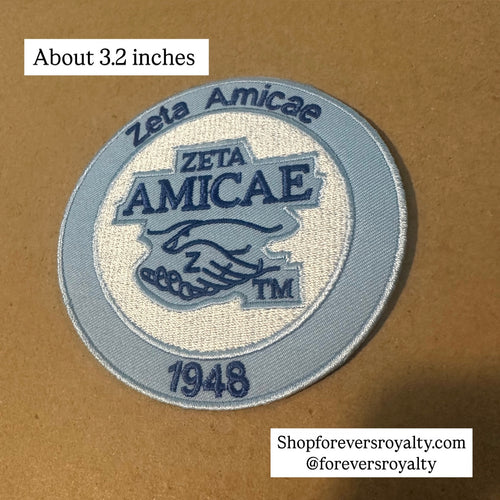 About 3.2 inches
Zeta Amicae
ZETA
AMICAE
Z
TM
1948
Shopforeversroyalty.com
@foreversroyalty